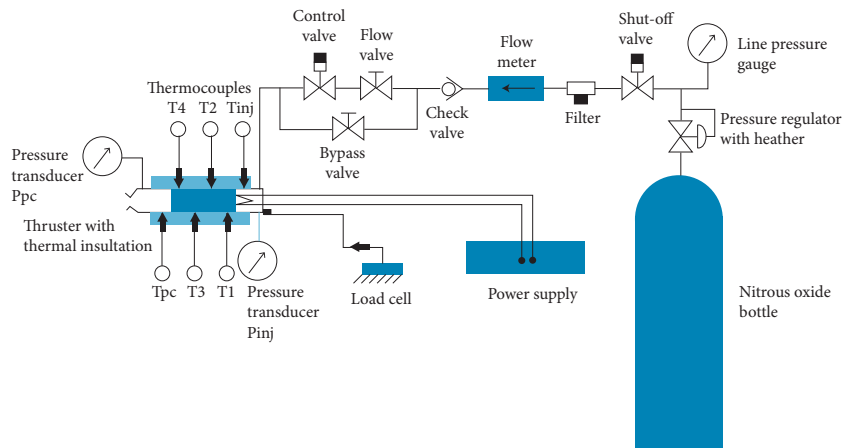 Control
valve
Flow
valve
Flow
meter
Shut-off
valve
Line pressure
gauge
Thermocouples
T4
T2
Tinj
Check
valve
Filter
Bypass
valve
Pressure regulator
with heather
Pressure
transducer
Ppc
Thruster with
thermal insultation
Tpc
T3
T1
Pressure
transducer
Pinj
Load cell
Power supply
Nitrous oxide
bottle